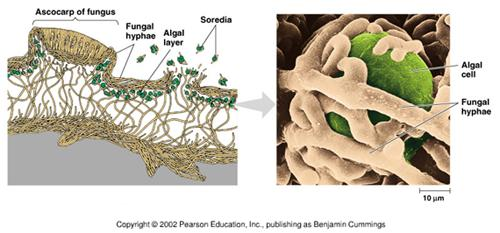 Ascocarp of fungus
Fungal
hyphae
Algal
layer
Soredia
Algal
cell
Fungal
hyphae
10 μm
Copyright © 2002 Pearson Education, Inc., publishing as Benjamin Cummings